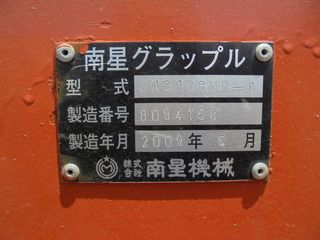 南星グラップル
型式
製造番号 8094158
製造年月 2009年 6月
株式会社 南星機械